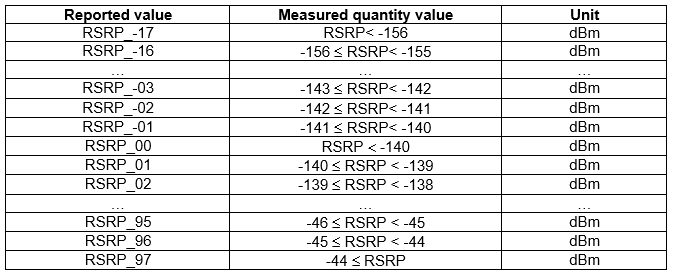 Reported value Measured quantity value Unit
RSRP_-17 RSRP< -156 dBm
RSRP_-16 -156 ≤ RSRP< -155 dBm
… … …
RSRP_-03 -143 ≤ RSRP< -142 dBm
RSRP_-02 -142 ≤ RSRP< -141 dBm
RSRP_-01 -141 ≤ RSRP< -140 dBm
RSRP_00 RSRP < -140 dBm
RSRP_01 -140 ≤ RSRP < -139 dBm
RSRP_02 -139 ≤ RSRP < -138 dBm
… … …
RSRP_95 -46 ≤ RSRP < -45 dBm
RSRP_96 -45 ≤ RSRP < -44 dBm
RSRP_97 -44 ≤ RSRP dBm